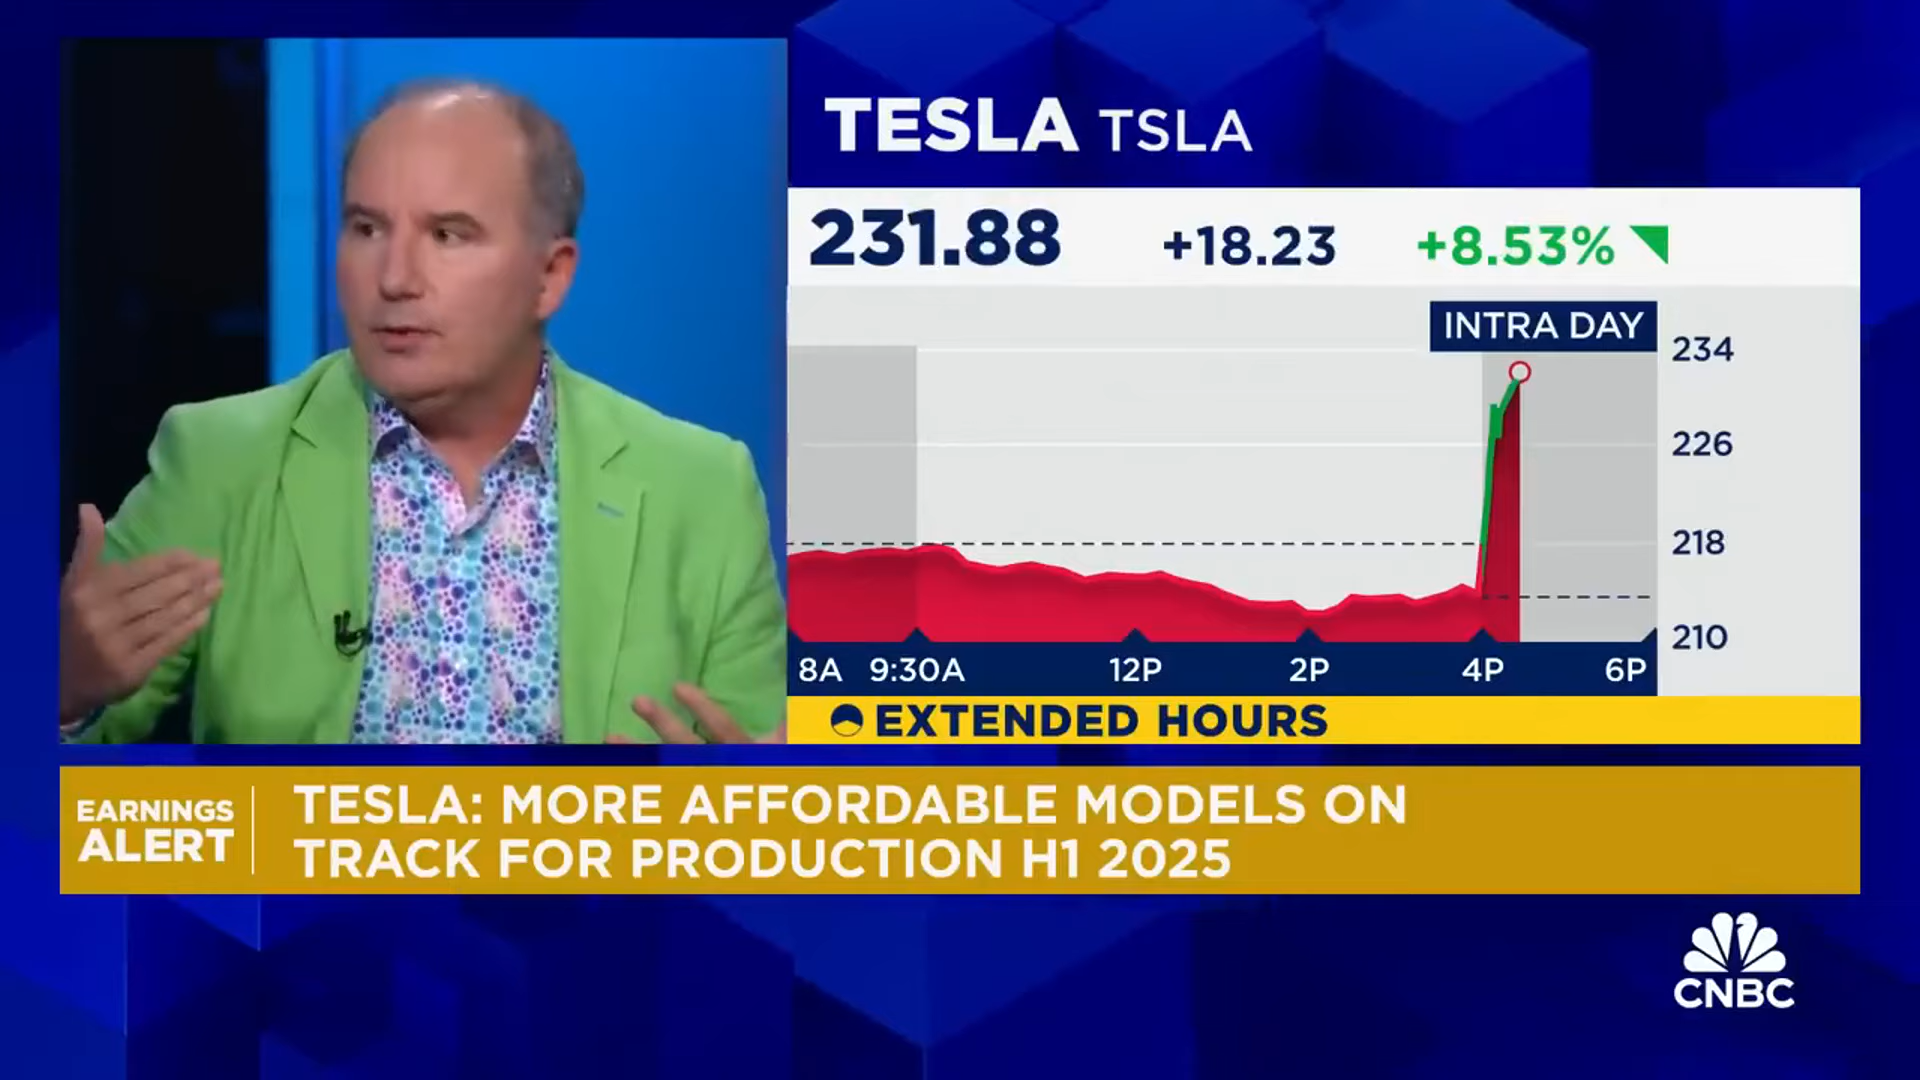 TESLA TSLA
231.88 +18.23 +8.53%
INTRA DAY
234
226
218
210
8A 9:30A 12P 2P 4P 6P
EXTENDED HOURS
EARNINGS
ALERT
TESLA: MORE AFFORDABLE MODELS ON
TRACK FOR PRODUCTION H1 2025
CNBC